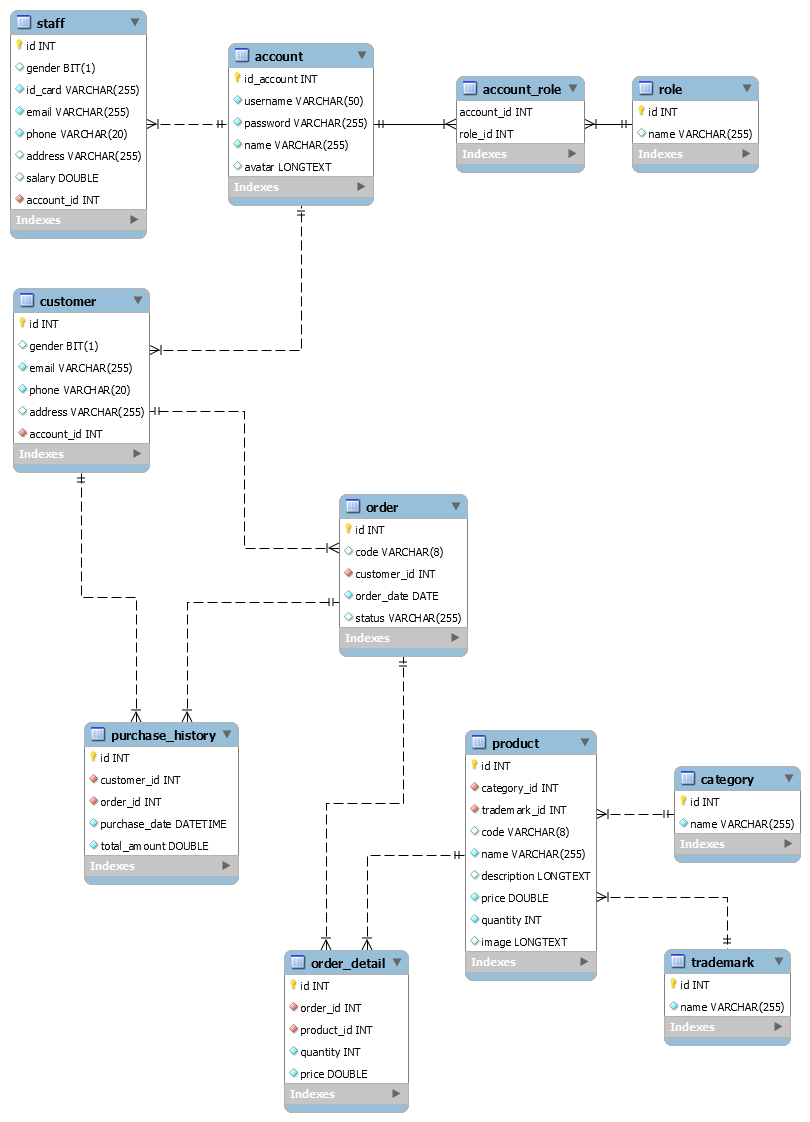 staff
id INT
gender BIT(1)
id_card VARCHAR(255)
email VARCHAR(255)
phone VARCHAR(20)
address VARCHAR(255)
salary DOUBLE
account_id INT
Indexes
account
id_account INT
username VARCHAR(50)
password VARCHAR(255)
name VARCHAR(255)
avatar LONGTEXT
Indexes
account_role
account_id INT
role_id INT
Indexes
role
id INT
name VARCHAR(255)
Indexes
customer
id INT
gender BIT(1)
email VARCHAR(255)
phone VARCHAR(20)
address VARCHAR(255)
account_id INT
Indexes
order
id INT
code VARCHAR(8)
customer_id INT
order_date DATE
status VARCHAR(255)
Indexes
purchase_history
id INT
customer_id INT
order_id INT
purchase_date DATETIME
total_amount DOUBLE
Indexes
product
id INT
category_id INT
trademark_id INT
code VARCHAR(8)
name VARCHAR(255)
description LONGTEXT
price DOUBLE
quantity INT
image LONGTEXT
Indexes
category
id INT
name VARCHAR(255)
Indexes
trademark
id INT
name VARCHAR(255)
Indexes
order_detail
id INT
order_id INT
product_id INT
quantity INT
price DOUBLE
Indexes